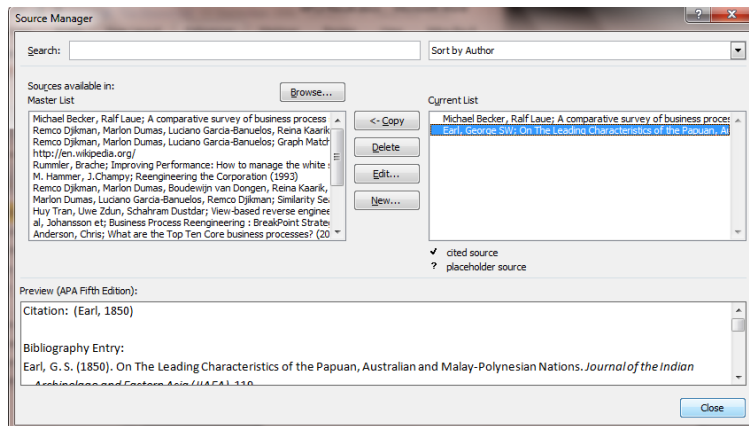 Source Manager
Search:
Sort by Author
Sources available in:
Master List
Browse...
Current List
Michael Becker, Ralf Laue; A comparative survey of business process
Remco Djikman, Marlon Dumas, Luciano Garcia-Banuelos, Reina Kaarik
Remco Djikman, Marlon Dumas, Luciano Garcia-Banuelos; Graph Match
http://en.wikipedia.org/
Rummler, Brache; Improving Performance: How to manage the white s
M. Hammer, J.Champy; Reengineering the Corporation (1993)
Remco Djikman, Marlon Dumas, Boudewijn van Dongen, Reina Kaarik,
Marlon Dumas, Luciano Garcia-Banuelos, Remco Djikman; Similarity Se
Huy Tran, Uwe Zdun, Schahram Dustdar; View-based reverse enginee
al, Johansson et; Business Process Reengineering : BreakPoint Strate
Anderson, Chris; What are the Top Ten Core business processes? (20
<- Copy
Delete
Edit...
New...
Michael Becker, Ralf Laue; A comparative survey of business proces
Earl, George SW; On The Leading Characteristics of the Papuan, Au
✓ cited source
? placeholder source
Preview (APA Fifth Edition):
Citation: (Earl, 1850)
Bibliography Entry:
Earl, G. S. (1850). On The Leading Characteristics of the Papuan, Australian and Malay-Polynesian Nations. Journal of the Indian
Archipelago and Eastern Asia (JIAEA), 119
Close